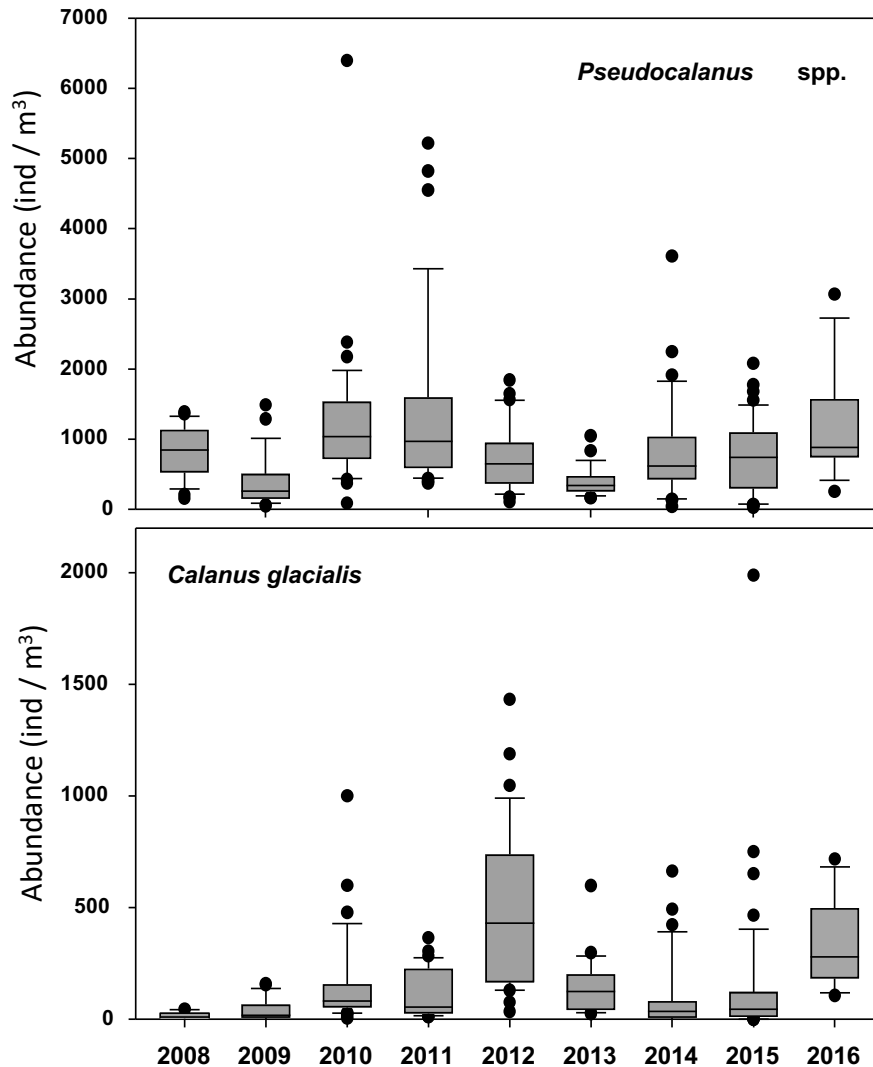 Abundance (ind / m³)
7000
6000
5000
4000
3000
2000
1000
0
Pseudocalanus spp.
Abundance (ind / m³)
2000
1500
1000
500
0
Calanus glacialis
2008 2009 2010 2011 2012 2013 2014 2015 2016